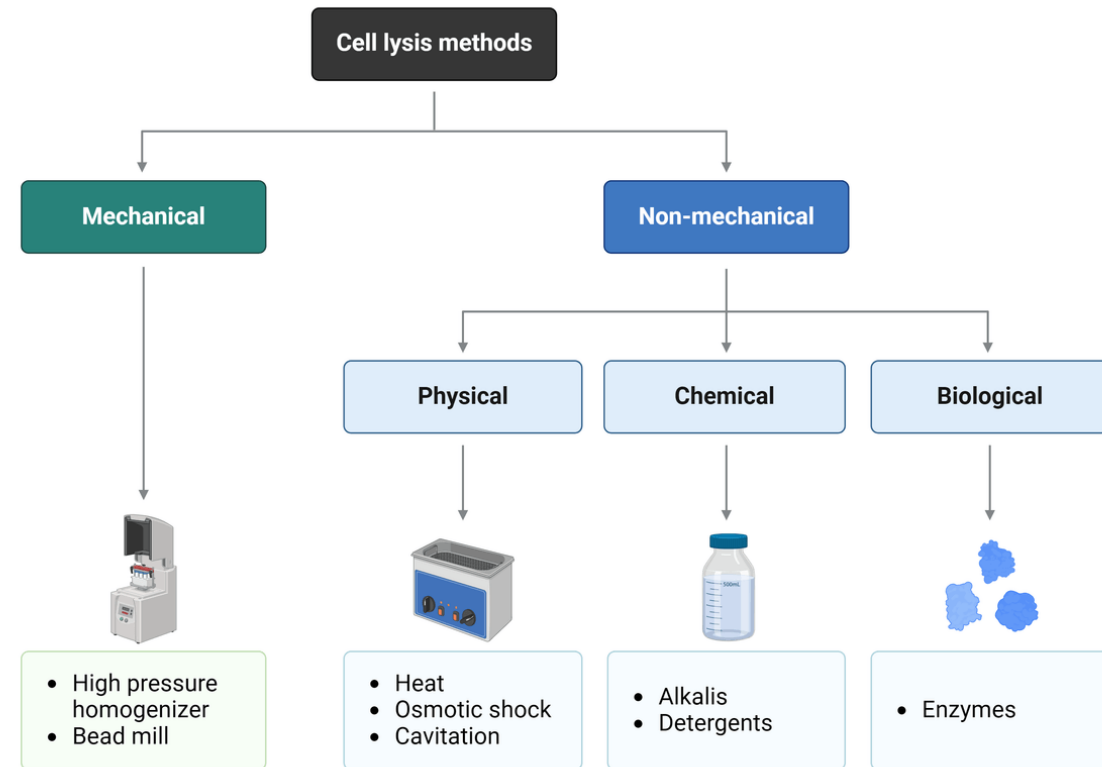 Cell lysis methods
Mechanical
Non-mechanical
Physical
Chemical
Biological
500mL
• High pressure
homogenizer
• Bead mill
• Heat
• Osmotic shock
• Cavitation
• Alkalis
• Detergents
• Enzymes